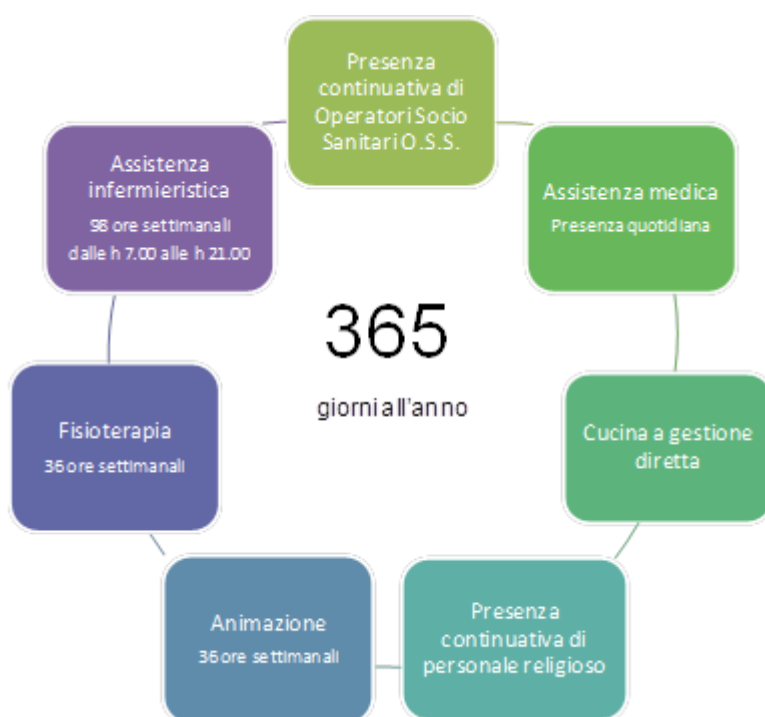 Presenza
continuativa di
Operatori Socio
Sanitari O.S.S.
Assistenza medica
Presenza quotidiana
Cucina a gestione
diretta
Presenza
continuativa di
personale religioso
Animazione
36 ore settimanali
Fisioterapia
36 ore settimanali
Assistenza
infermieristica
98 ore settimanali
dalle h 7.00 alle h 21.00
365
giorni all'anno